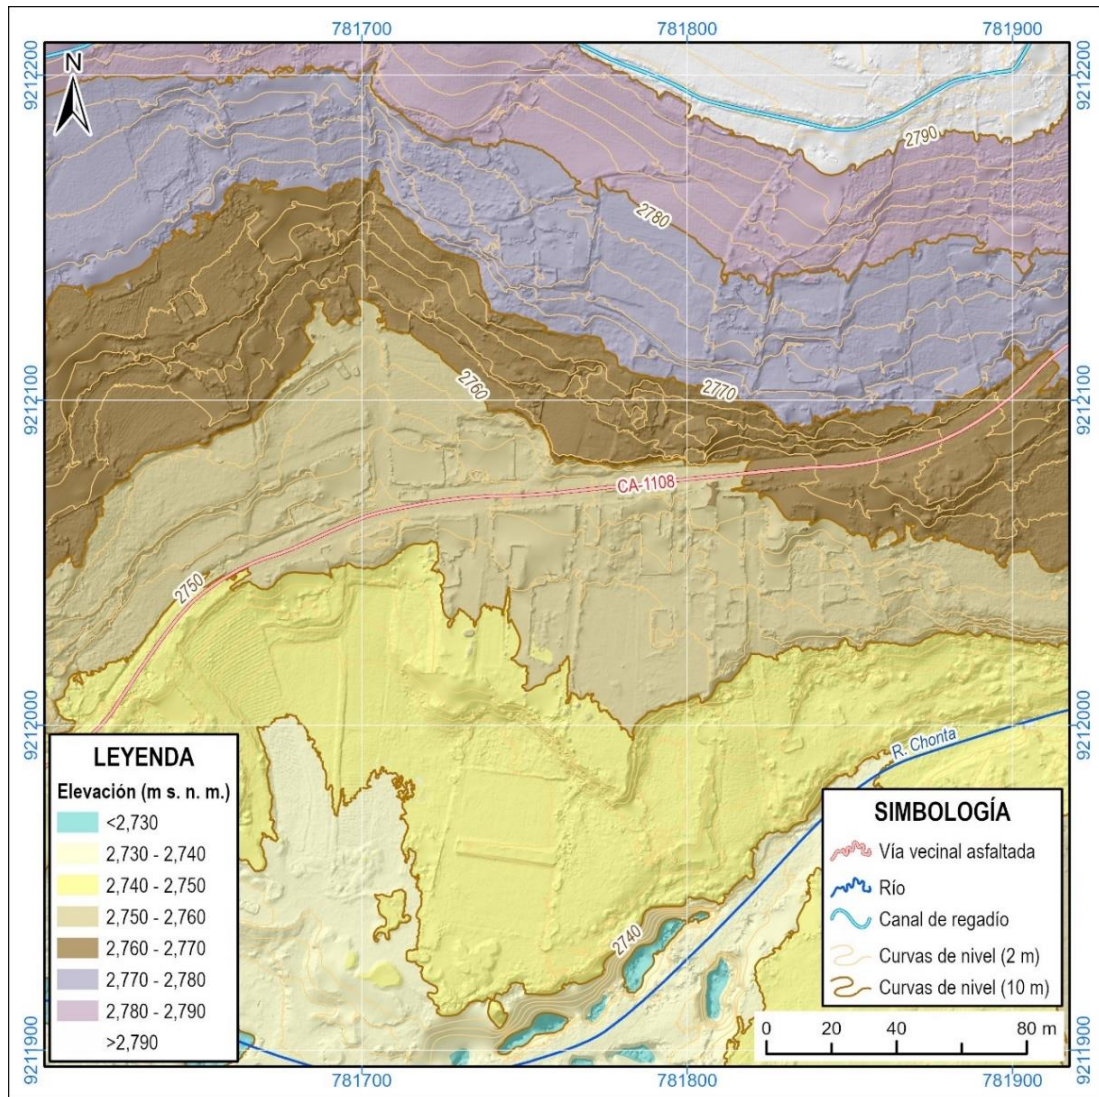 781700
781800
781900
9212200
9212200
N
2790
2780
2770
2760
9212100
9212100
CA-1108
2750
9212000
9212000
R. Chonta
2740
LEYENDA
Elevación (m s. n. m.)
<2,730
2,730 - 2,740
2,740 - 2,750
2,750 - 2,760
2,760 - 2,770
2,770 - 2,780
2,780 - 2,790
>2,790
SIMBOLOGÍA
Vía vecinal asfaltada
Río
Canal de regadío
Curvas de nivel (2 m)
Curvas de nivel (10 m)
0 20 40 80 m
9211900
9211900
781700
781800
781900